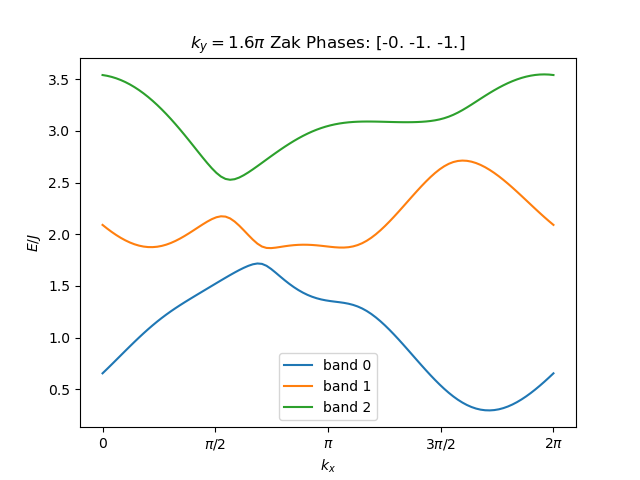 k_y = 1.6π Zak Phases: [-0. -1. -1.]
E/J
3.5
3.0
2.5
2.0
1.5
1.0
0.5
band 0
band 1
band 2
0
π/2
π
3π/2
2π
k_x